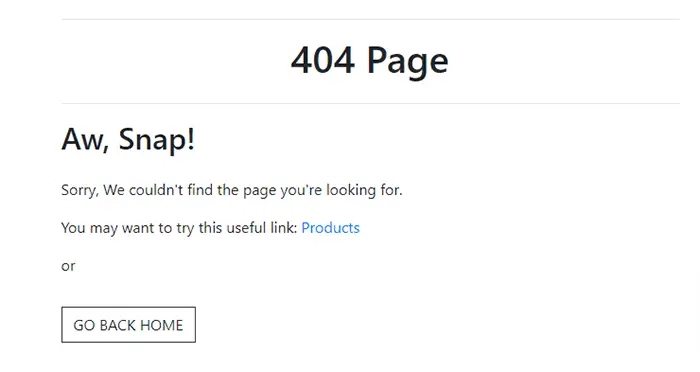 404 Page
Aw, Snap!
Sorry, We couldn't find the page you're looking for.
You may want to try this useful link: Products
or
GO BACK HOME